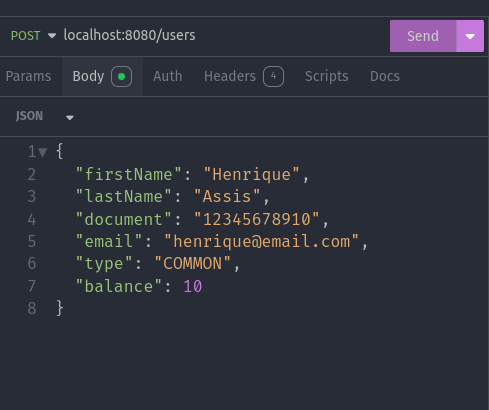 POST localhost:8080/users Send
Params Body Auth Headers 4 Scripts Docs
JSON
1 {
2 "firstName": "Henrique",
3 "lastName": "Assis",
4 "document": "12345678910",
5 "email": "henrique@email.com",
6 "type": "COMMON",
7 "balance": 10
8 }